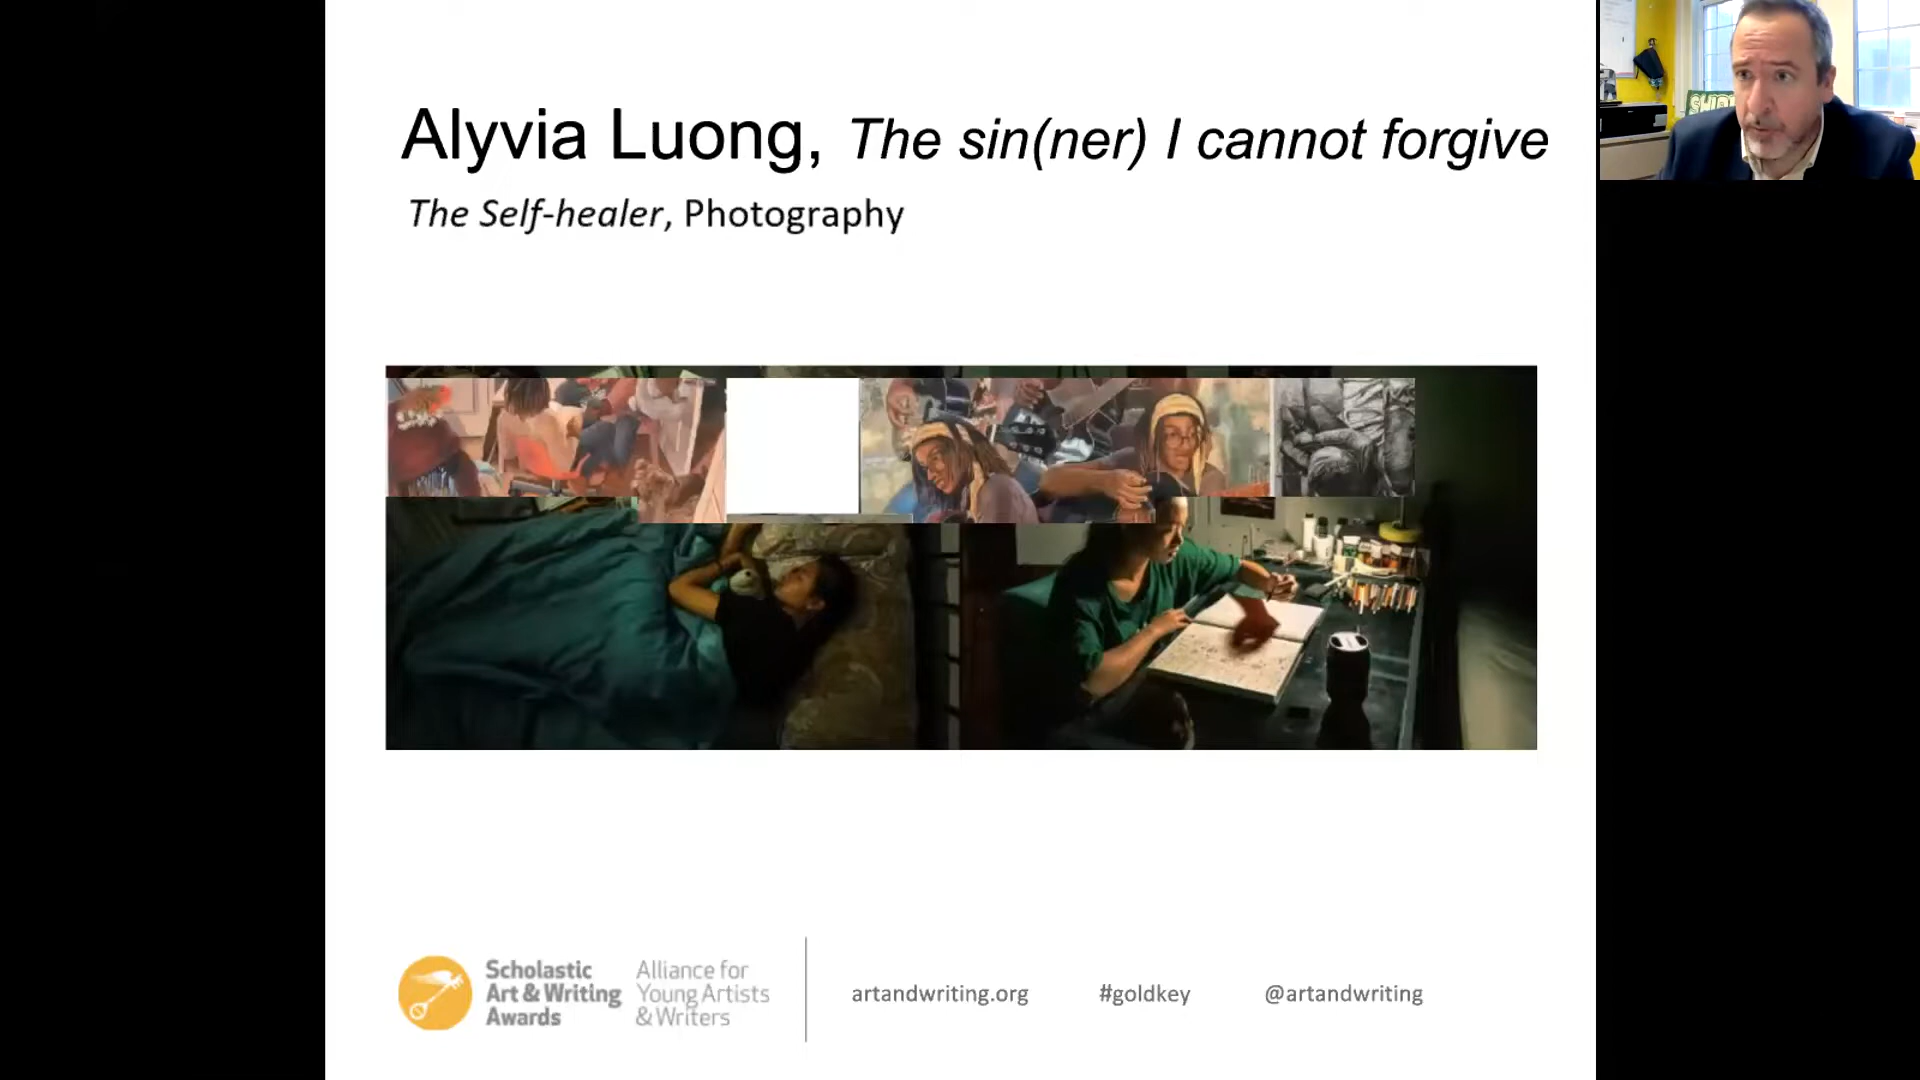 Alyvia Luong, The sin(ner) I cannot forgive
The Self-healer, Photography
Scholastic
Art & Writing
Awards
Alliance for
Young Artists
& Writers
artandwriting.org
#goldkey
@artandwriting